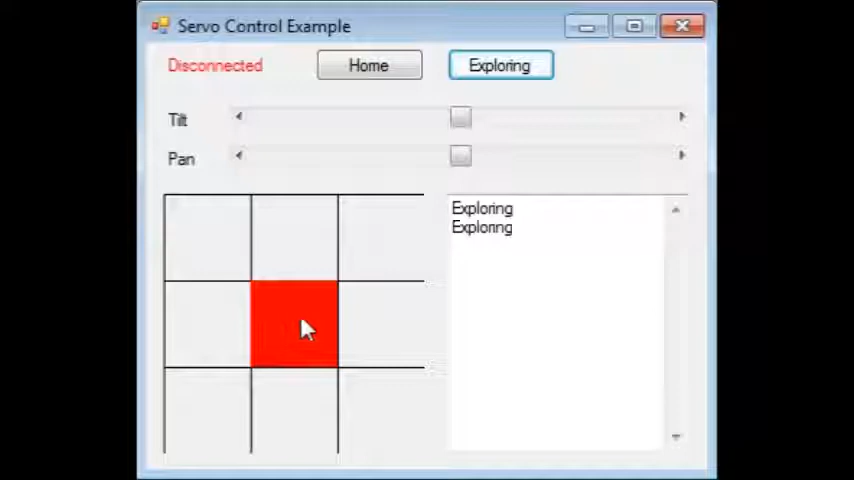 Servo Control Example
Disconnected Home Exploring
Tilt
Pan
Exploring
Exploring